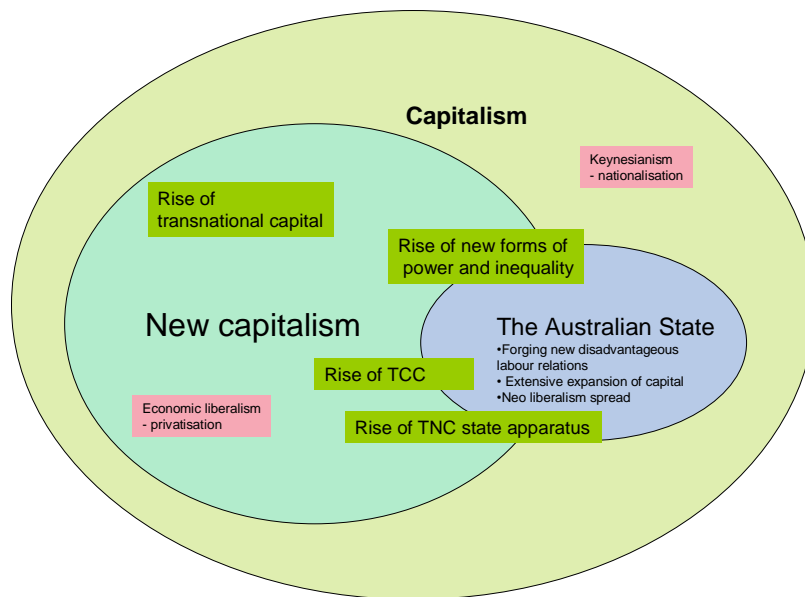 Capitalism
Keynesianism
- nationalisation
Rise of
transnational capital
Rise of new forms of
power and inequality
New capitalism
The Australian State
•Forging new disadvantageous
labour relations
• Extensive expansion of capital
•Neo liberalism spread
Rise of TCC
Economic liberalism
- privatisation
Rise of TNC state apparatus